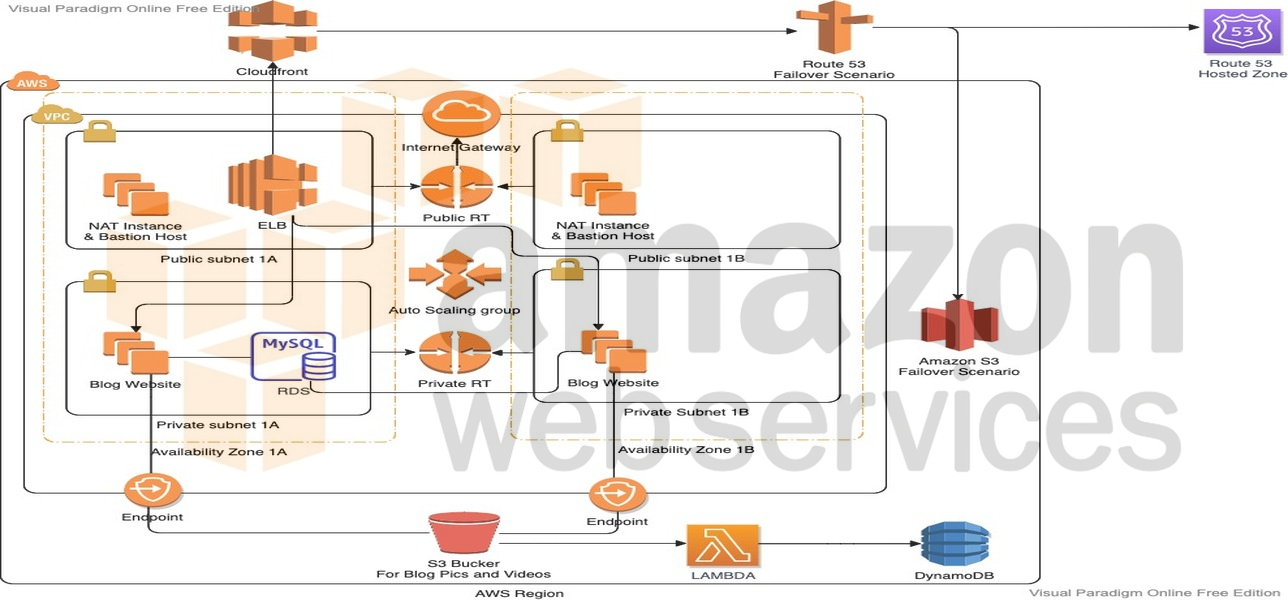 Visual Paradigm Online Free Edition
Cloudfront
Route 53
Failover Scenario
53
Route 53
Hosted Zone
AWS
VPC
Internet Gateway
NAT Instance
& Bastion Host
ELB
Public RT
NAT Instance
& Bastion Host
Public subnet 1A
Public subnet 1B
Auto Scaling group
MySQL
Blog Website
RDS
Private RT
Blog Website
Amazon S3
Failover Scenario
Private subnet 1A
Private Subnet 1B
Availability Zone 1A
Availability Zone 1B
amazon
webservices
Endpoint
Endpoint
S3 Bucker
For Blog Pics and Videos
LAMBDA
DynamoDB
AWS Region
Visual Paradigm Online Free Edition